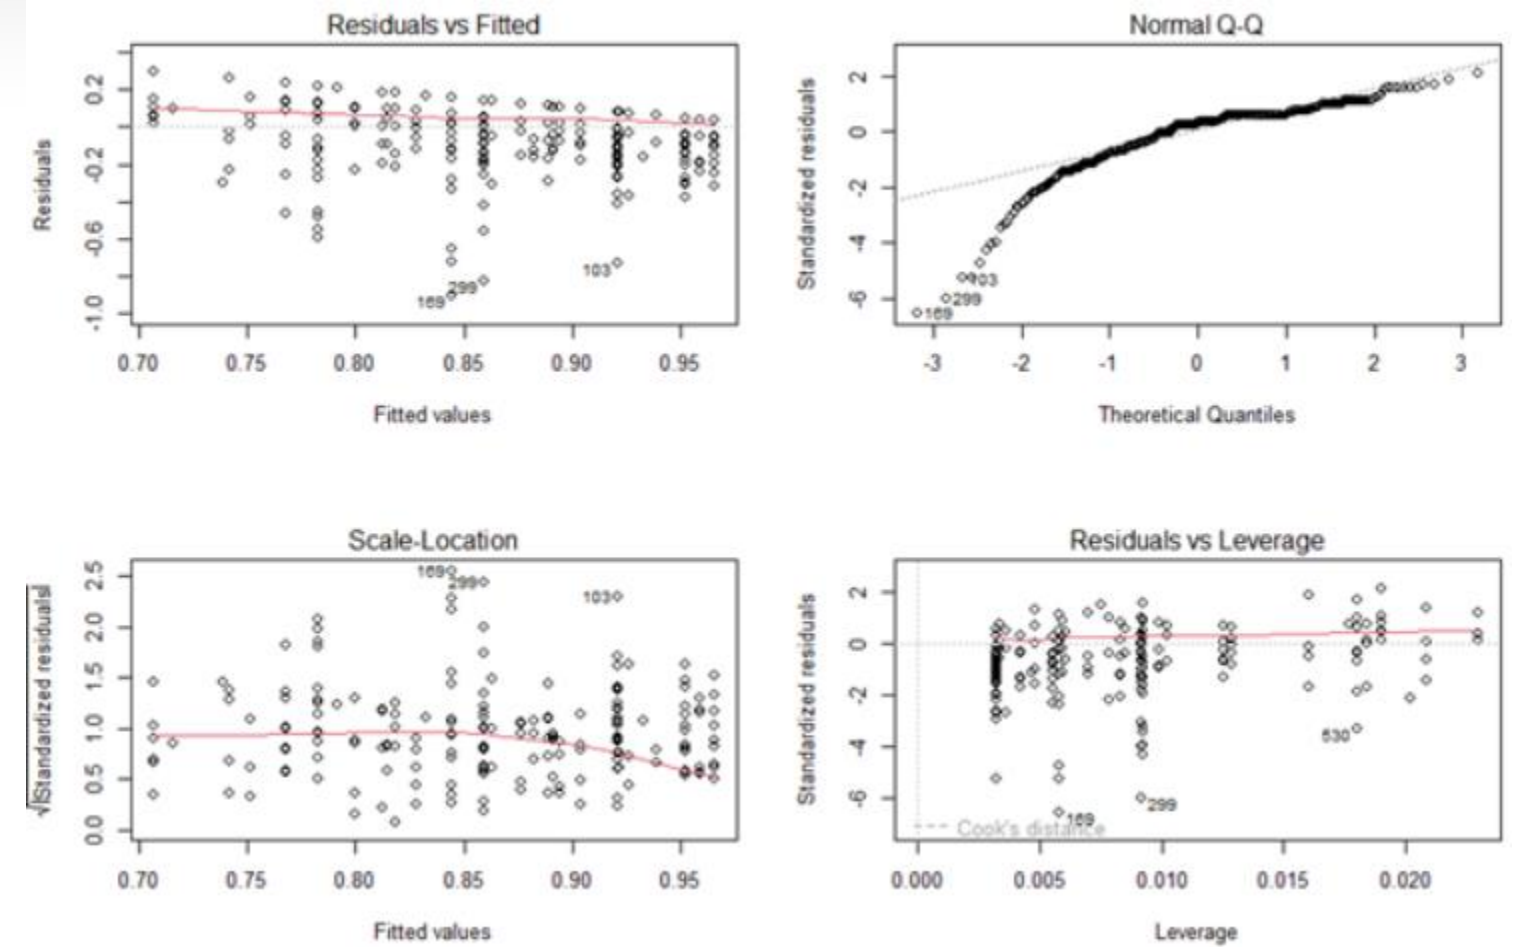 Residuals vs Fitted
Residuals
0.2
-0.2
-0.6
-1.0
103
299
169
0.70 0.75 0.80 0.85 0.90 0.95
Fitted values
Normal Q-Q
Standardized residuals
2
0
-2
-4
-6
103
299
169
-3 -2 -1 0 1 2 3
Theoretical Quantiles
Scale-Location
√|Standardized residuals|
2.5
2.0
1.5
1.0
0.5
0.0
169
299
103
0.70 0.75 0.80 0.85 0.90 0.95
Fitted values
Residuals vs Leverage
Standardized residuals
2
0
-2
-4
-6
530
299
169
Cook's distance
0.000 0.005 0.010 0.015 0.020
Leverage